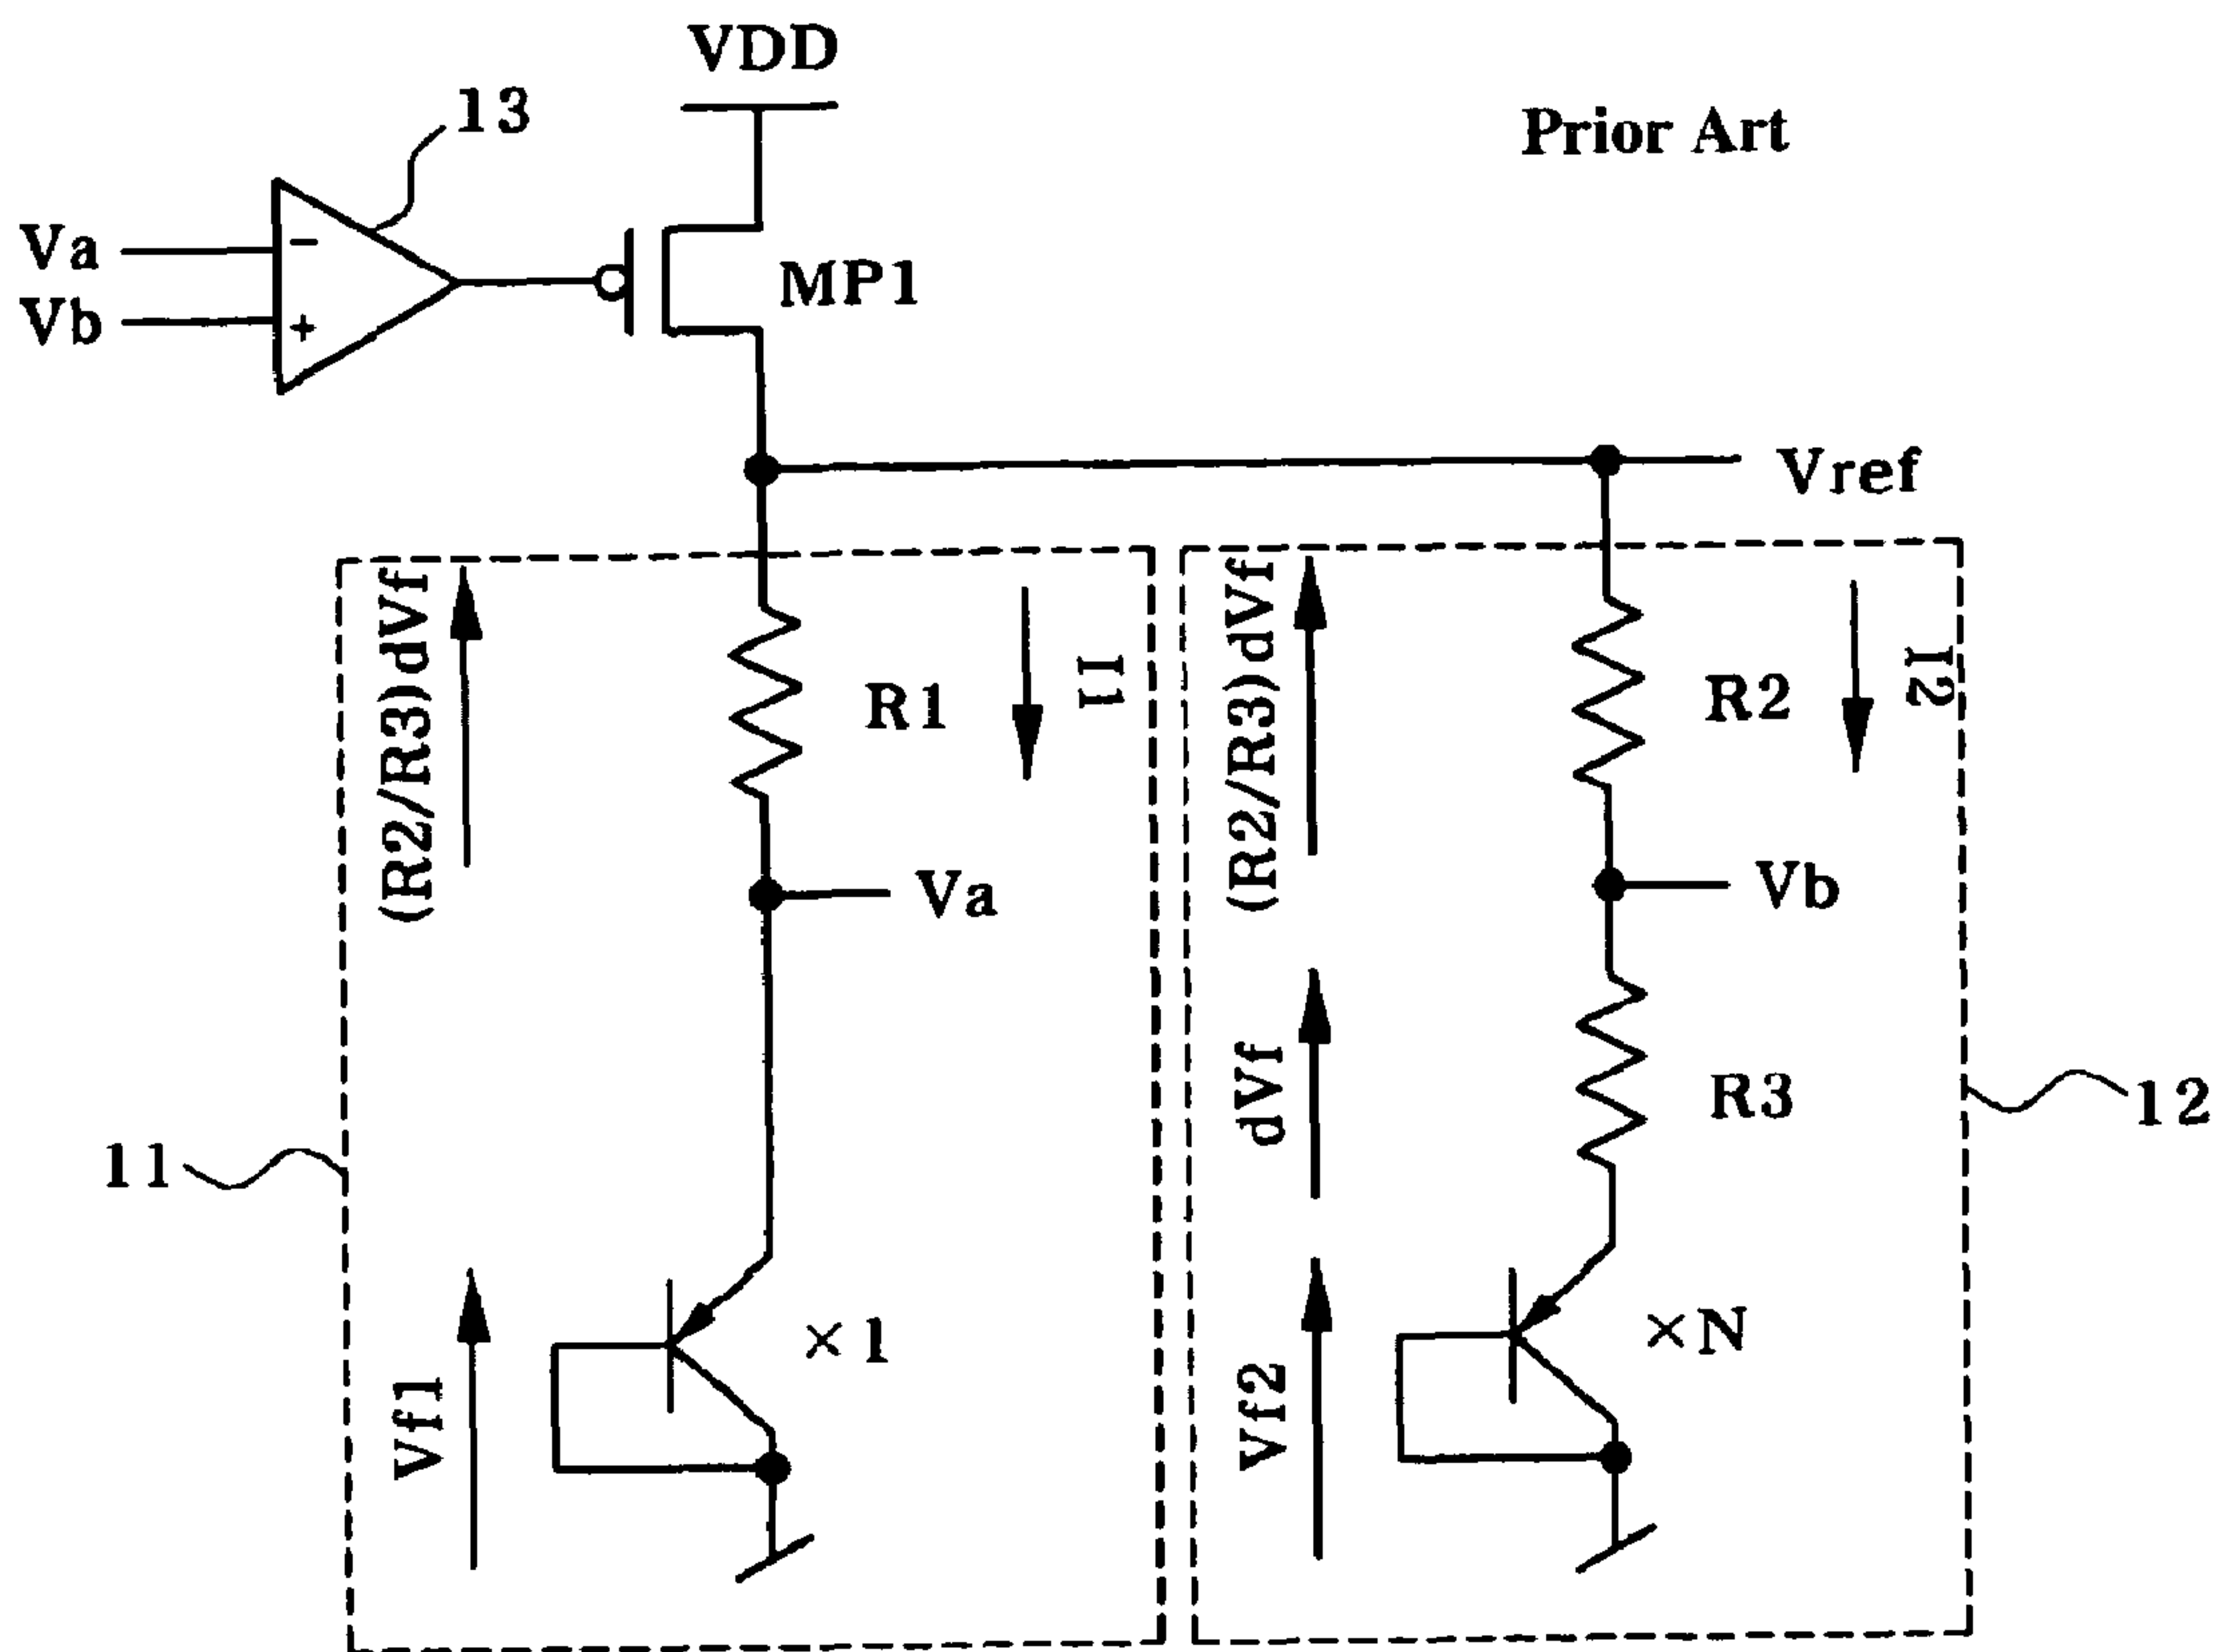 VDD
Prior Art
13
Va
-
Vb
+
MP1
Vref
(R2/R3)dVf
R1
I1
(R2/R3)dVf
R2
I2
Va
Vb
dVf
R3
11
12
Vf1
×1
Vf2
×N